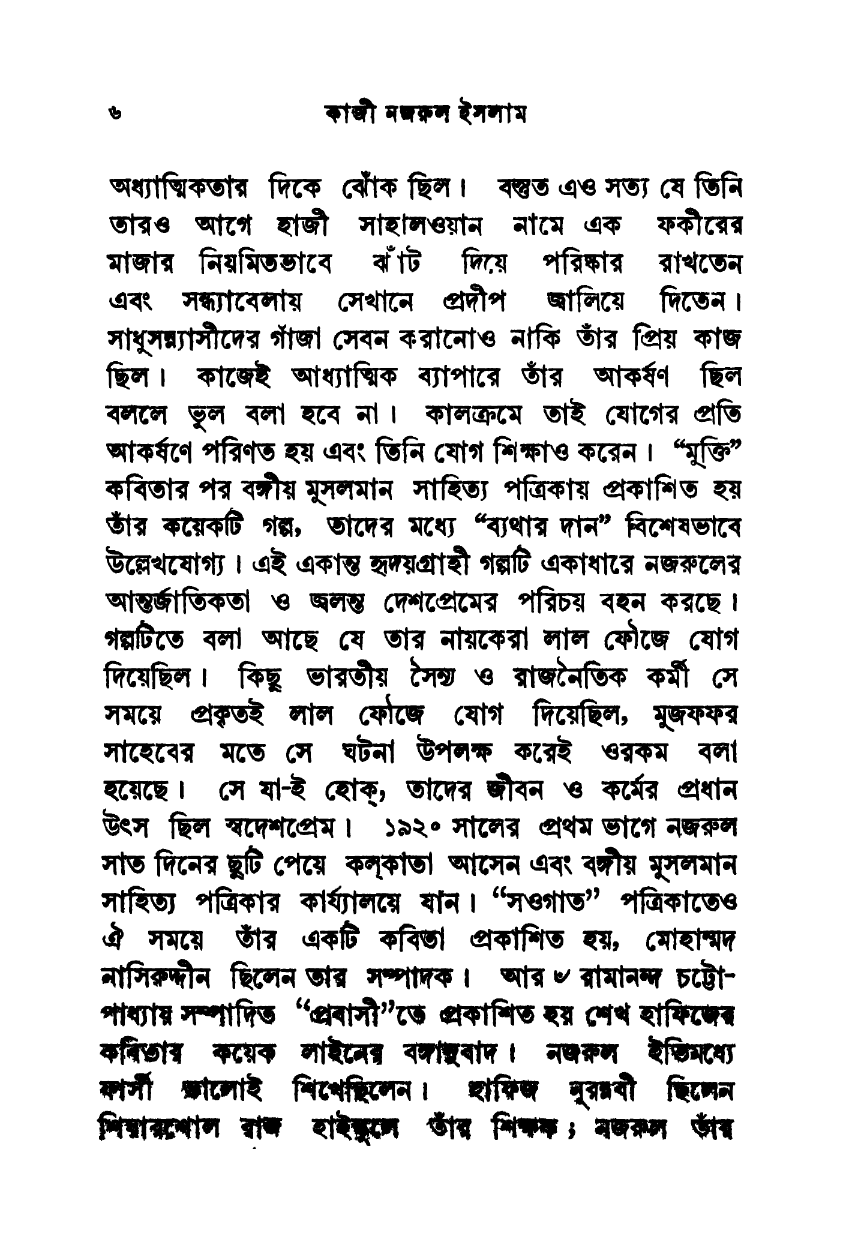 ৬ কাজী নজরুল ইসলাম
অধ্যাত্মিকতার দিকে ঝোঁক ছিল। বস্তুত এও সত্য যে তিনি
তারও আগে হাজী সাহালওয়ান নামে এক ফকীরের
মাজার নিয়মিতভাবে ঝাঁট দিয়ে পরিষ্কার রাখতেন
এবং সন্ধ্যাবেলায় সেখানে প্রদীপ জ্বালিয়ে দিতেন।
সাধুসন্ন্যাসীদের গাঁজা সেবন করানোও নাকি তাঁর প্রিয় কাজ
ছিল। কাজেই আধ্যাত্মিক ব্যাপারে তাঁর আকর্ষণ ছিল
বললে ভুল বলা হবে না। কালক্রমে তাই যোগের প্রতি
আকর্ষণে পরিণত হয় এবং তিনি যোগ শিক্ষাও করেন। “মুক্তি”
কবিতার পর বঙ্গীয় মুসলমান সাহিত্য পত্রিকায় প্রকাশিত হয়
তাঁর কয়েকটি গল্প, তাদের মধ্যে “ব্যথার দান” বিশেষভাবে
উল্লেখযোগ্য। এই একান্ত হৃদয়গ্রাহী গল্পটি একাধারে নজরুলের
আন্তর্জাতিকতা ও জ্বলন্ত দেশপ্রেমের পরিচয় বহন করছে।
গল্পটিতে বলা আছে যে তার নায়কেরা লাল ফৌজে যোগ
দিয়েছিল। কিছু ভারতীয় সৈন্য ও রাজনৈতিক কর্মী সে
সময়ে প্রকৃতই লাল ফৌজে যোগ দিয়েছিল, মুজফফর
সাহেবের মতে সে ঘটনা উপলক্ষ করেই ওরকম বলা
হয়েছে। সে যা-ই হোক্, তাদের জীবন ও কর্মের প্রধান
উৎস ছিল স্বদেশপ্রেম। ১৯২০ সালের প্রথম ভাগে নজরুল
সাত দিনের ছুটি পেয়ে কল্‌কাতা আসেন এবং বঙ্গীয় মুসলমান
সাহিত্য পত্রিকার কার্য্যালয়ে যান। “সওগাত” পত্রিকাতেও
ঐ সময়ে তাঁর একটি কবিতা প্রকাশিত হয়, মোহাম্মদ
নাসিরুদ্দীন ছিলেন তার সম্পাদক। আর ৺ রামানন্দ চট্টো-
পাধ্যায় সম্পাদিত “প্রবাসী”তে প্রকাশিত হয় শেখ হাফিজের
কবিতার কয়েক লাইনের বঙ্গানুবাদ। নজরুল ইতিমধ্যে
ফার্সী ভালোই শিখেছিলেন। হাফিজ নুরন্নবী ছিলেন
শিয়ারশোল রাজ হাইস্কুলে তাঁর শিক্ষক; নজরুল তাঁর